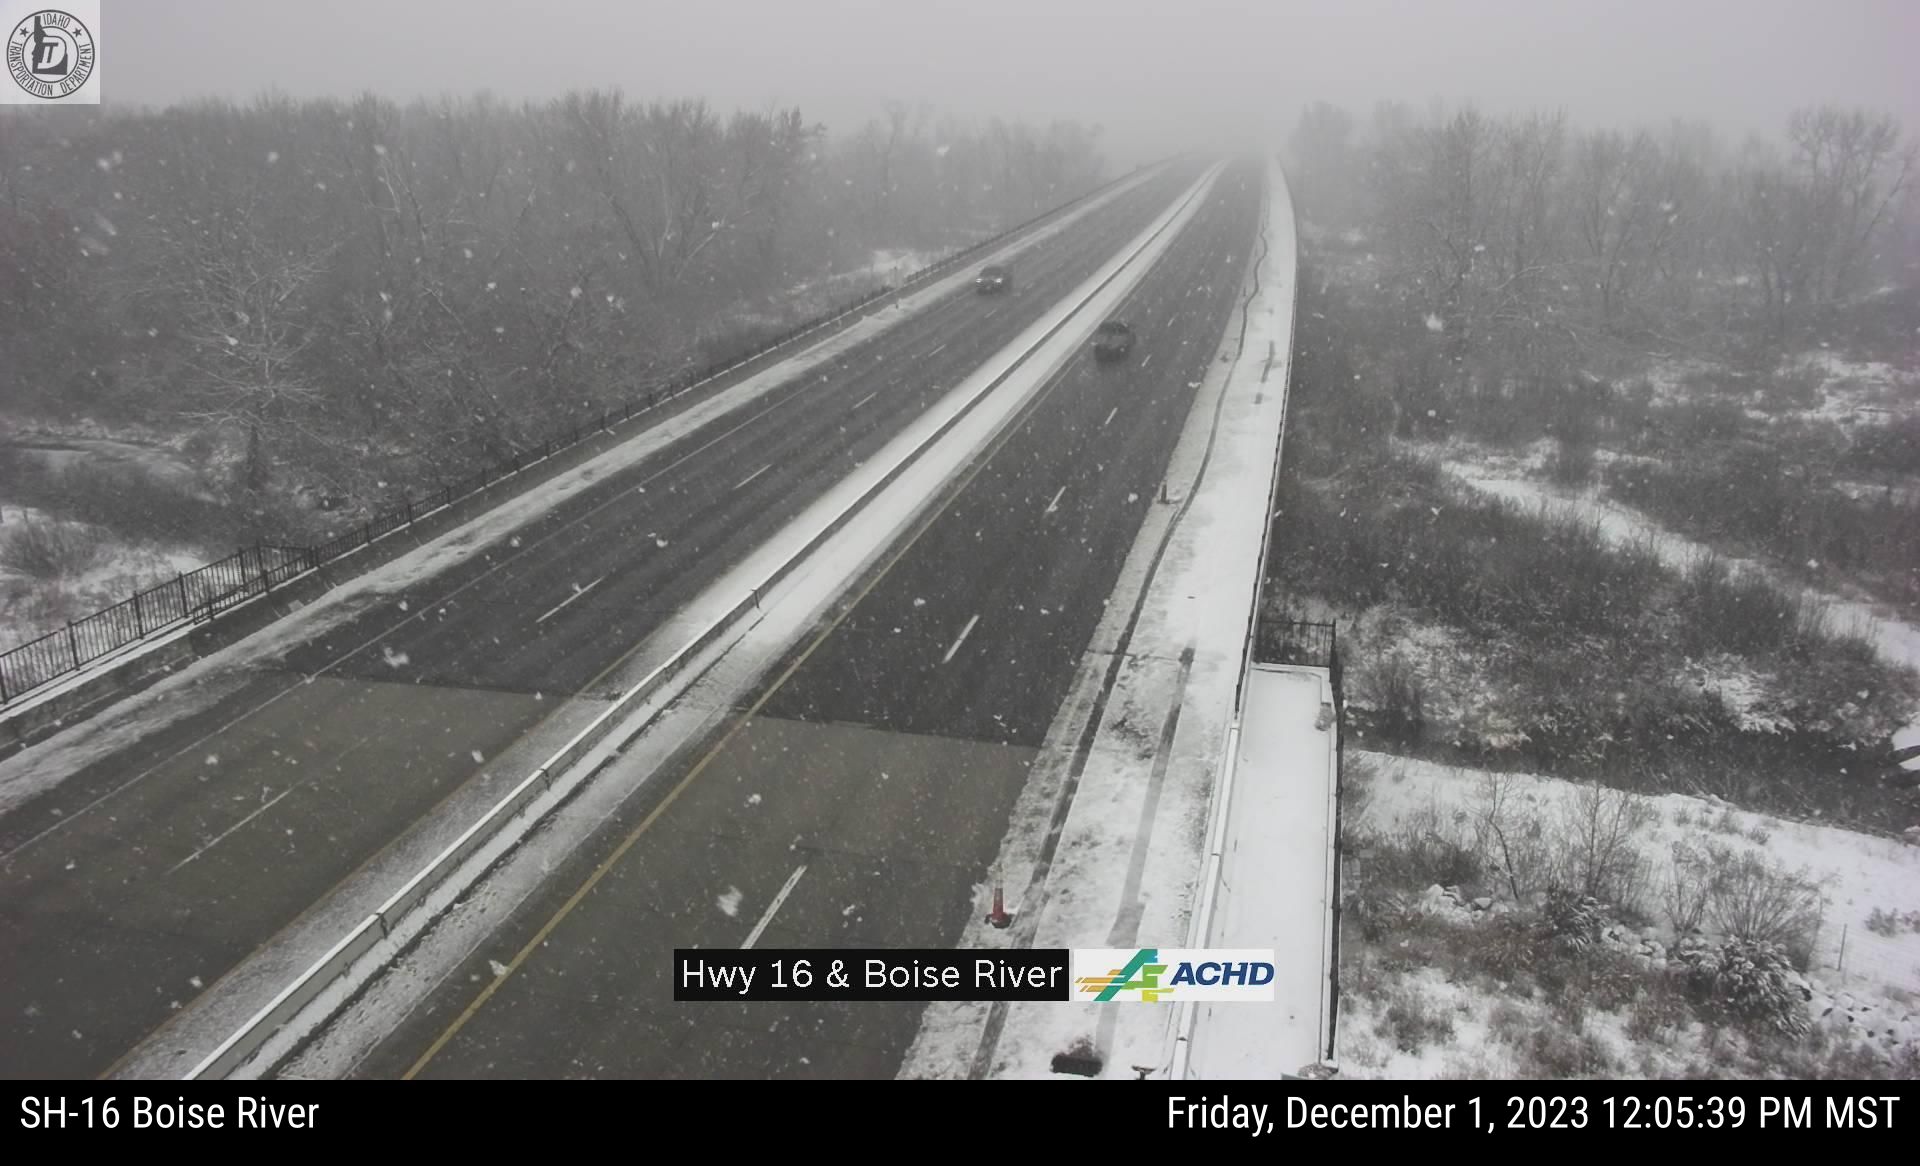 IDAHO
TRANSPORTATION DEPARTMENT
Hwy 16 & Boise River
ACHD
SH-16 Boise River
Friday, December 1, 2023 12:05:39 PM MST